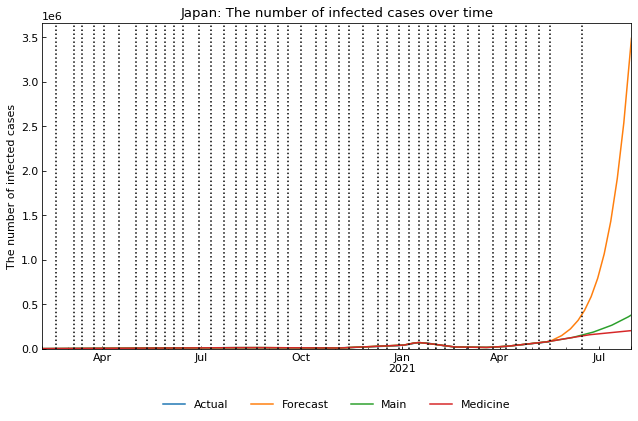 Japan: The number of infected cases over time
1e6
3.5
3.0
2.5
2.0
1.5
1.0
0.5
0.0
The number of infected cases
Apr Jul Oct Jan Apr Jul
2021
Actual Forecast Main Medicine